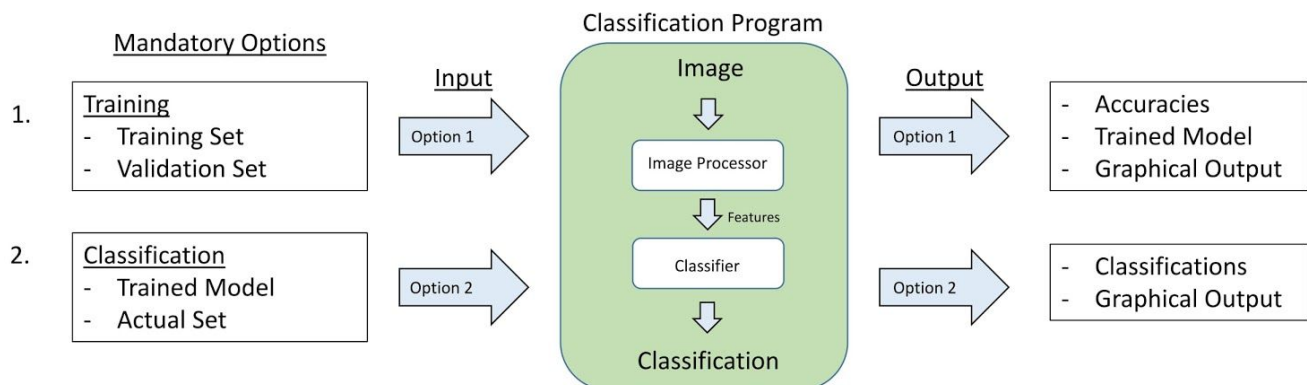 Classification Program
Mandatory Options
Input
Output
1.
Training
- Training Set
- Validation Set
Option 1
Image
Image Processor
Features
Classifier
Classification
Option 1
- Accuracies
- Trained Model
- Graphical Output
2.
Classification
- Trained Model
- Actual Set
Option 2
Option 2
- Classifications
- Graphical Output